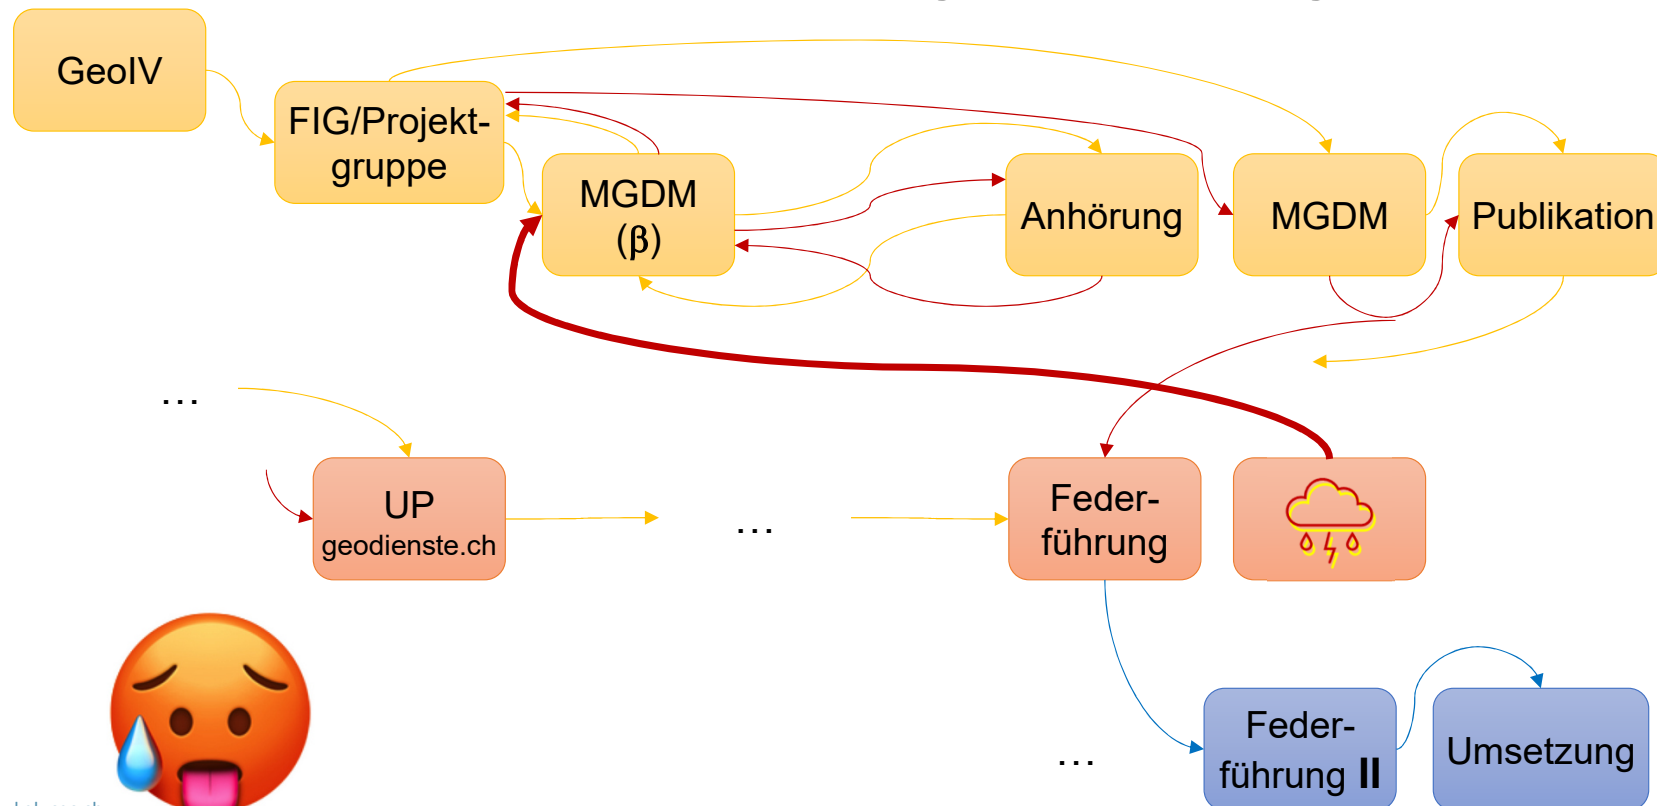 GeoIV
FIG/Projekt-
gruppe
MGDM
(β)
Anhörung
MGDM
Publikation
...
UP
geodienste.ch
...
Feder-
führung
...
Feder-
führung II
Umsetzung